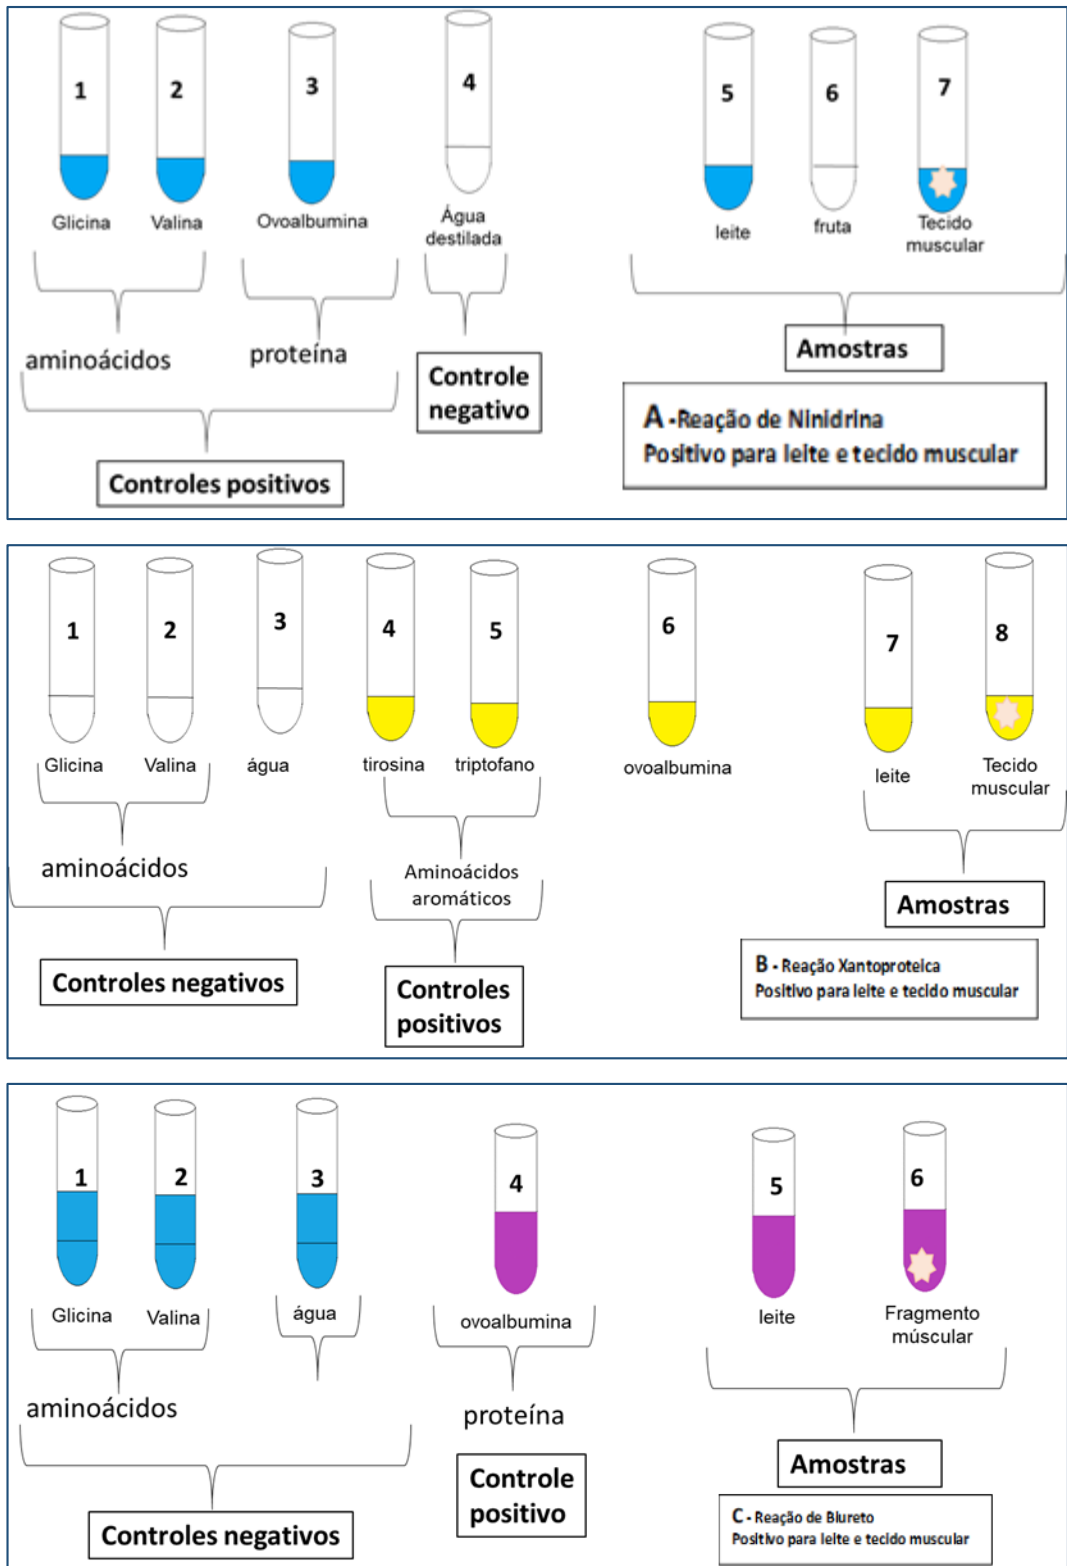 1
2
3
4
5
6
7
Glicina
Valina
Ovoalbumina
Água
destilada
leite
fruta
Tecido
muscular
aminoácidos
proteína
Controle
negativo
Controles positivos
Amostras
A -Reação de Ninidrina
Positivo para leite e tecido muscular
1
2
3
4
5
6
7
8
Glicina
Valina
água
tirosina
triptofano
ovoalbumina
leite
Tecido
muscular
aminoácidos
Aminoácidos
aromáticos
Controles negativos
Controles
positivos
Amostras
B - Reação Xantoproteica
Positivo para leite e tecido muscular
1
2
3
4
5
6
Glicina
Valina
água
ovoalbumina
leite
Fragmento
múscular
aminoácidos
proteína
Controles negativos
Controle
positivo
Amostras
C - Reação de Biureto
Positivo para leite e tecido muscular